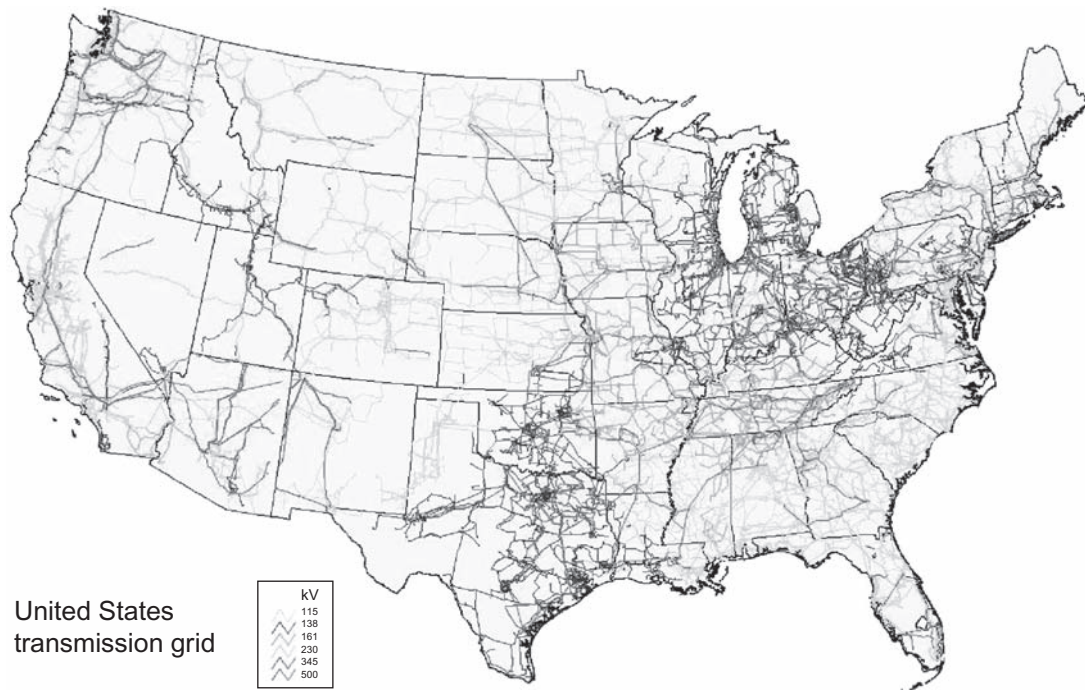 United States
transmission grid
kV
115
138
161
230
345
500